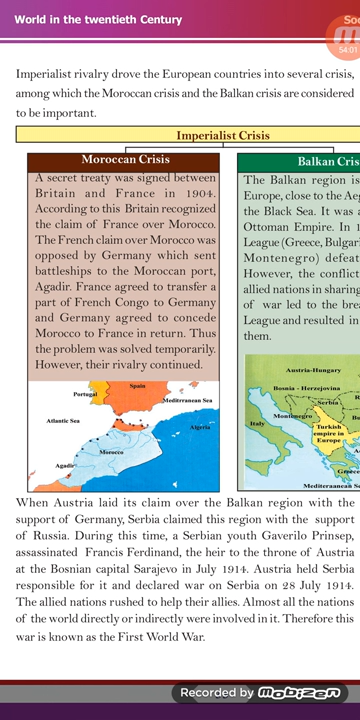 World in the twentieth Century
Soc
54:01
Imperialist rivalry drove the European countries into several crisis,
among which the Moroccan crisis and the Balkan crisis are considered
to be important.
Imperialist Crisis
Moroccan Crisis
A secret treaty was signed between
Britain and France in 1904.
According to this Britain recognized
the claim of France over Morocco.
The French claim over Morocco was
opposed by Germany which sent
battleships to the Moroccan port,
Agadir. France agreed to transfer a
part of French Congo to Germany
and Germany agreed to concede
Morocco to France in return. Thus
the problem was solved temporarily.
However, their rivalry continued.
Portugal
Spain
Mediterranean Sea
Atlantic Sea
Algeria
Morocco
Agadir
Balkan Cris
The Balkan region is
Europe, close to the Aeg
the Black Sea. It was a
Ottoman Empire. In 1
League (Greece, Bulgari
Montenegro) defeat
However, the conflict
allied nations in sharing
of war led to the brea
League and resulted in
them.
Austria-Hungary
Bosnia - Herzejovina
R
Serbia
Montenegro
Italy
Turkish
empire in
Europe
Greece
Mediteranean Se
When Austria laid its claim over the Balkan region with the
support of Germany, Serbia claimed this region with the support
of Russia. During this time, a Serbian youth Gaverilo Prinsep,
assassinated Francis Ferdinand, the heir to the throne of Austria
at the Bosnian capital Sarajevo in July 1914. Austria held Serbia
responsible for it and declared war on Serbia on 28 July 1914.
The allied nations rushed to help their allies. Almost all the nations
of the world directly or indirectly were involved in it. Therefore this
war is known as the First World War.
Recorded by mobizen